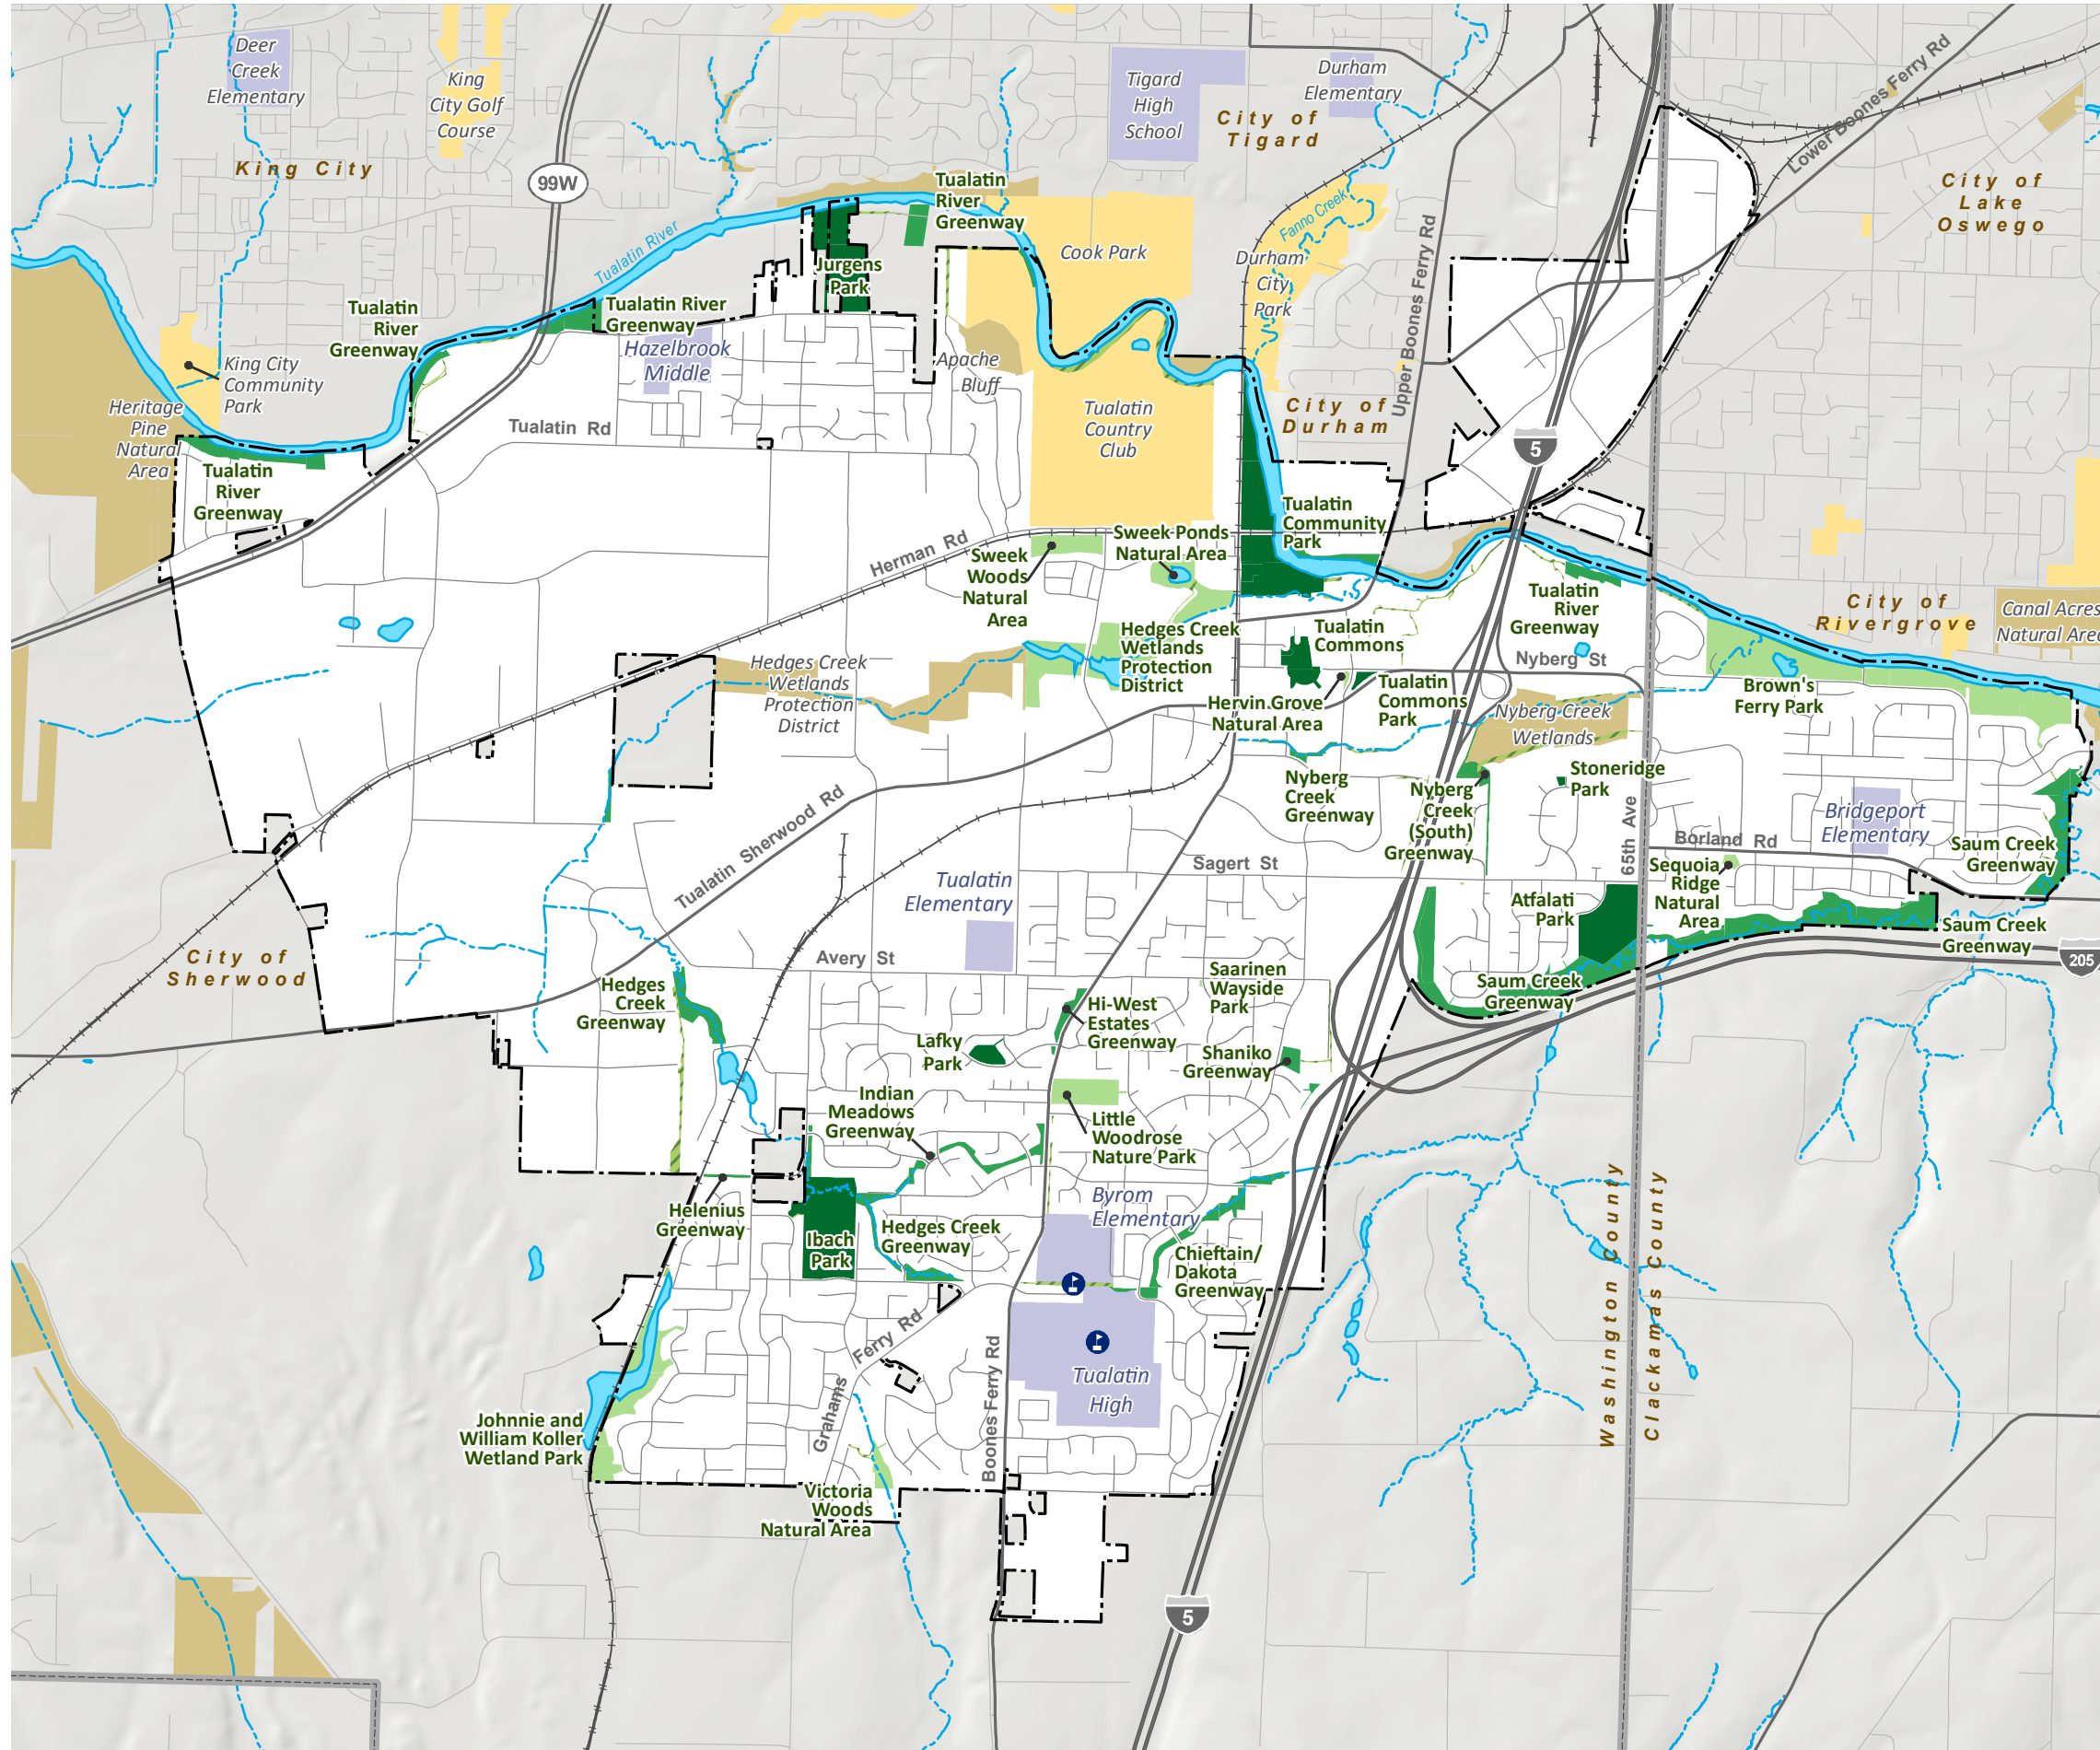 Deer
Creek
Elementary
King
City Golf
Course
King City
99W
Tigard
High
School
Durham
Elementary
City of
Tigard
Lower Boones Ferry Rd
City of
Lake
Oswego
Tualatin
River
Greenway
Tualatin River
Cook Park
Fanno Creek
Durham
City
Park
Upper Boones Ferry Rd
Jurgens
Park
Tualatin
River
Greenway
Tualatin River
Greenway
Hazelbrook
Middle
King City
Community
Park
Heritage
Pine
Natural
Area
Apache
Bluff
Tualatin
Country
Club
City of
Durham
Tualatin Rd
5
Tualatin
River
Greenway
Tualatin
Community
Park
Herman Rd
Sweek Ponds
Natural Area
Sweek
Woods
Natural
Area
Tualatin
River
Greenway
City of
Rivergrove
Canal Acres
Natural Area
Hedges Creek
Wetlands
Protection
District
Tualatin
Commons
Nyberg St
Hedges Creek
Wetlands
Protection
District
Hervin Grove
Natural Area
Tualatin
Commons
Park
Nyberg Creek
Wetlands
Brown's
Ferry Park
Nyberg
Creek
Greenway
Nyberg
Creek
(South)
Greenway
Stoneridge
Park
65th Ave
Bridgeport
Elementary
Borland Rd
Saum Creek
Greenway
Tualatin Sherwood Rd
Sagert St
Sequoia
Ridge
Natural
Area
Tualatin
Elementary
Atfalati
Park
Saum Creek
Greenway
205
City of
Sherwood
Avery St
Hedges
Creek
Greenway
Saarinen
Wayside
Park
Saum Creek
Greenway
Hi-West
Estates
Greenway
Lafky
Park
Shaniko
Greenway
Indian
Meadows
Greenway
Little
Woodrose
Nature Park
Helenius
Greenway
Byrom
Elementary
Ibach
Park
Hedges Creek
Greenway
Chieftain/
Dakota
Greenway
Washington County
Clackamas County
Grahams
Ferry Rd
Boones Ferry Rd
Tualatin
High
Johnnie and
William Koller
Wetland Park
Victoria
Woods
Natural Area
5